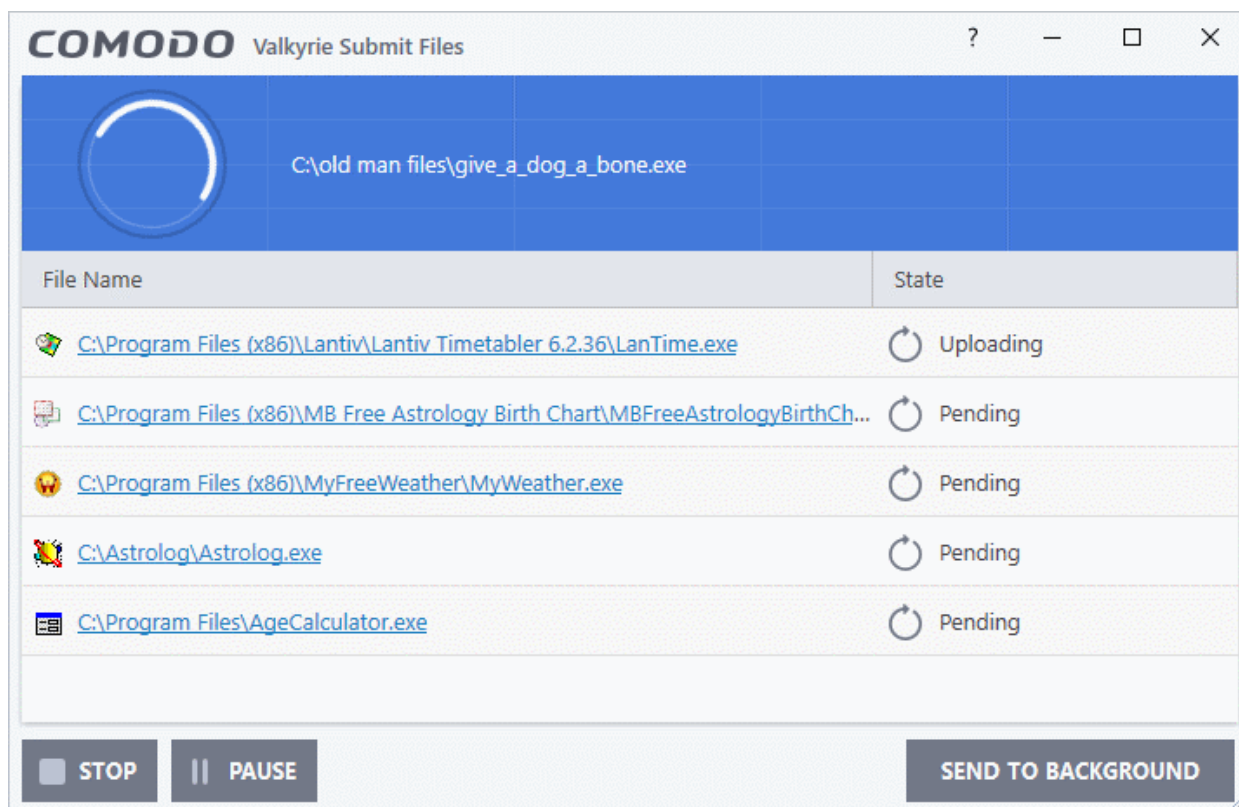 COMODO Valkyrie Submit Files ?
C:\old man files\give_a_dog_a_bone.exe
File Name State
C:\Program Files (x86)\Lantiv\Lantiv Timetabler 6.2.36\LanTime.exe Uploading
C:\Program Files (x86)\MB Free Astrology Birth Chart\MBFreeAstrologyBirthCh... Pending
C:\Program Files (x86)\MyFreeWeather\MyWeather.exe Pending
C:\Astrolog\Astrolog.exe Pending
C:\Program Files\AgeCalculator.exe Pending
STOP PAUSE SEND TO BACKGROUND